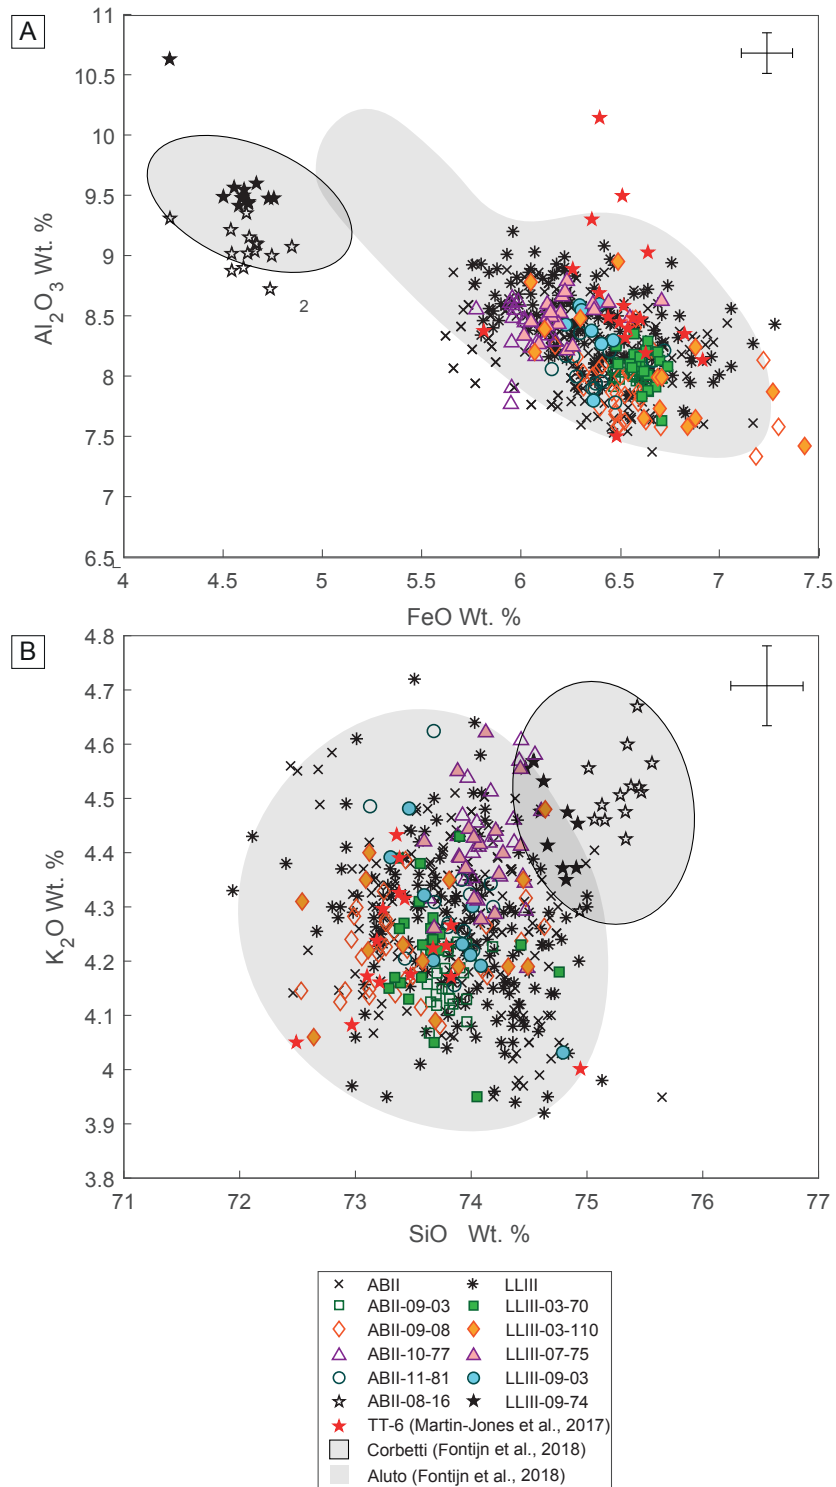 A
11
10.5
10
9.5
9
8.5
8
7.5
7
6.5
Al2O3 Wt. %
2
4 4.5 5 5.5 6 6.5 7 7.5
FeO Wt. %
B
4.8
4.7
4.6
4.5
4.4
4.3
4.2
4.1
4
3.9
3.8
K2O Wt. %
71 72 73 74 75 76 77
SiO Wt. %
ABII LLIII
ABII-09-03 LLIII-03-70
ABII-09-08 LLIII-03-110
ABII-10-77 LLIII-07-75
ABII-11-81 LLIII-09-03
ABII-08-16 LLIII-09-74
TT-6 (Martin-Jones et al., 2017)
Corbetti (Fontijn et al., 2018)
Aluto (Fontijn et al., 2018)